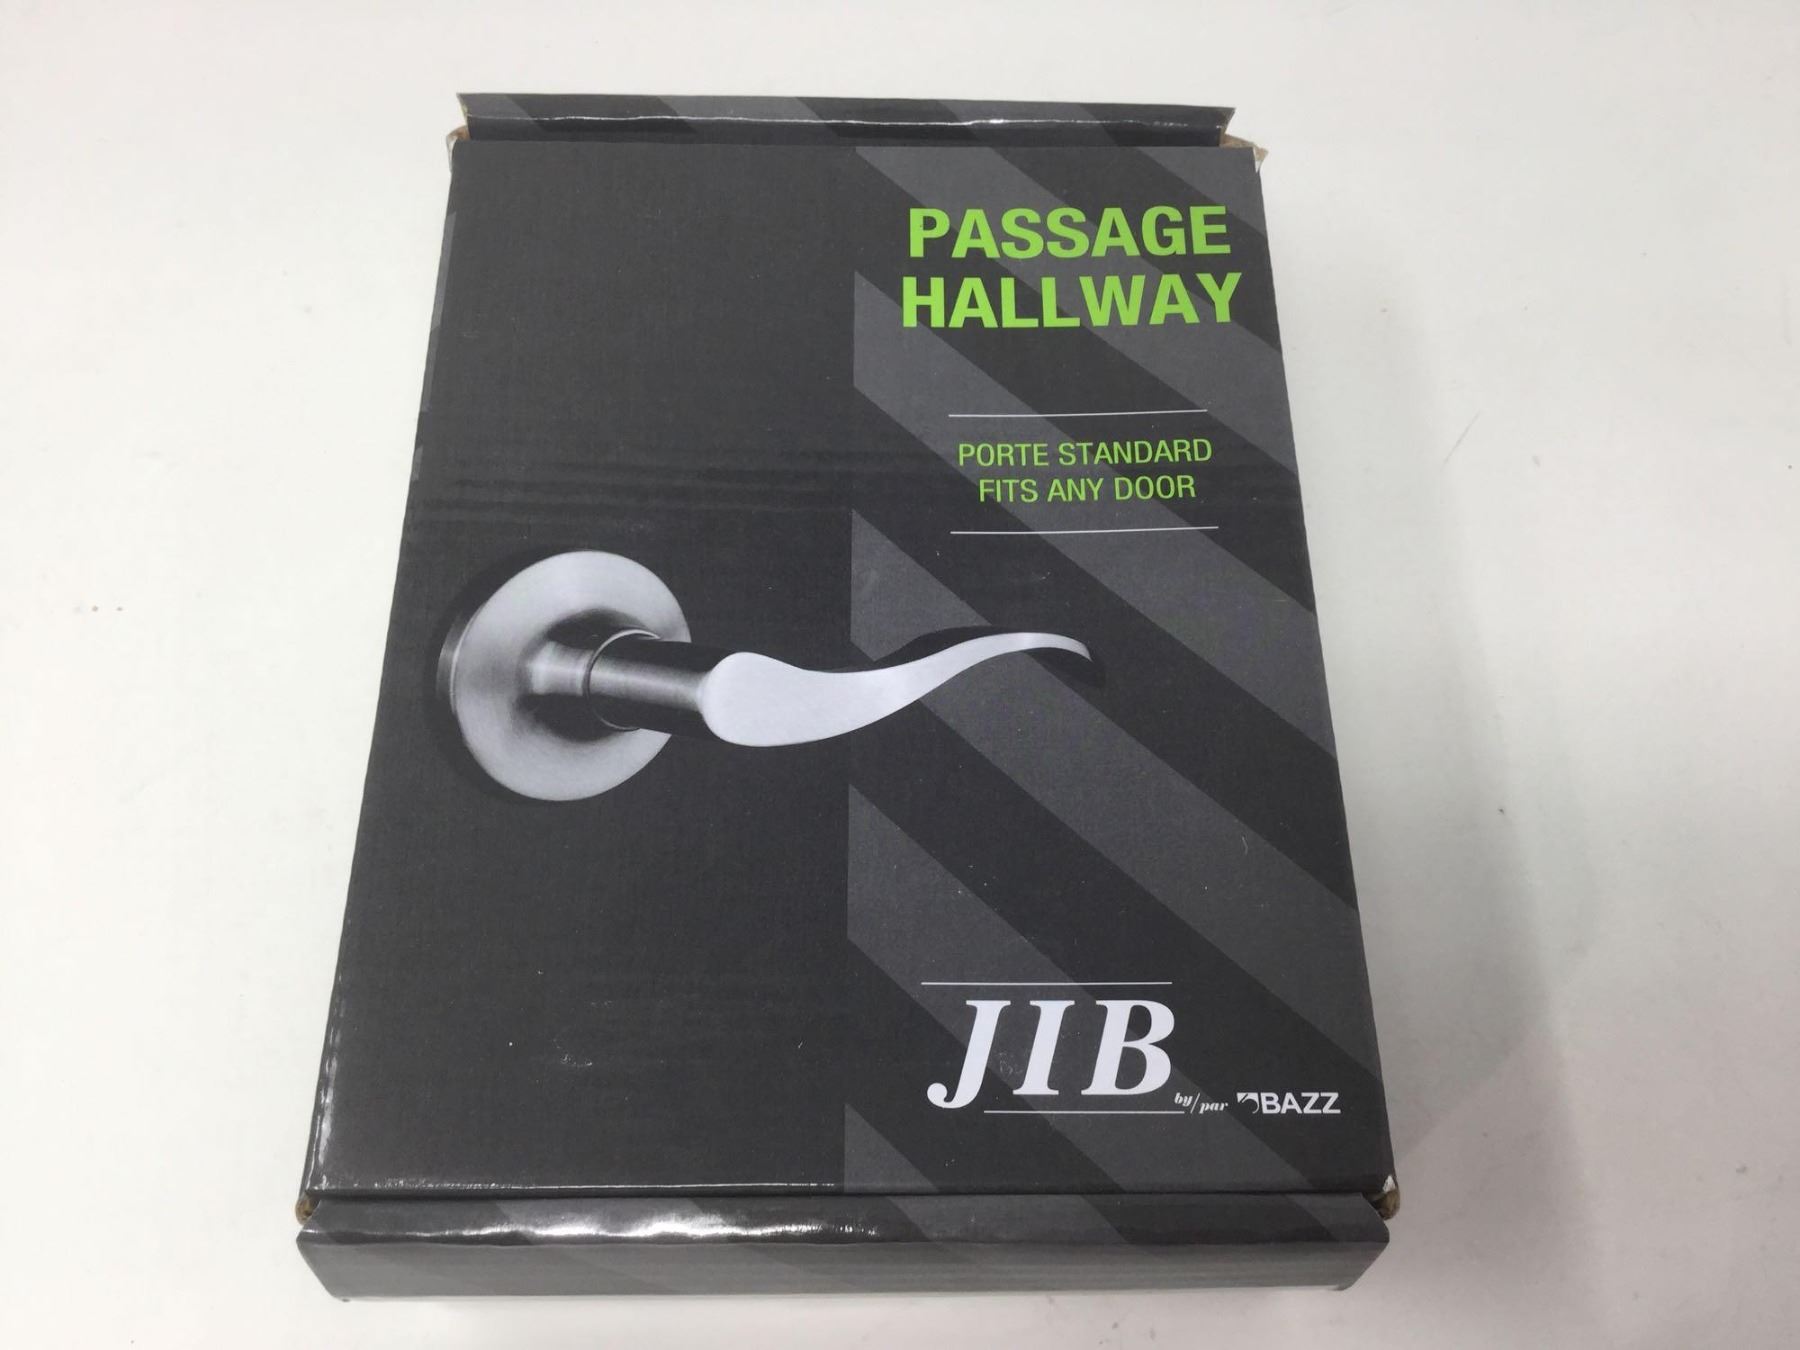 PASSAGE
HALLWAY
PORTE STANDARD
FITS ANY DOOR
JIB
by/par BAZZ